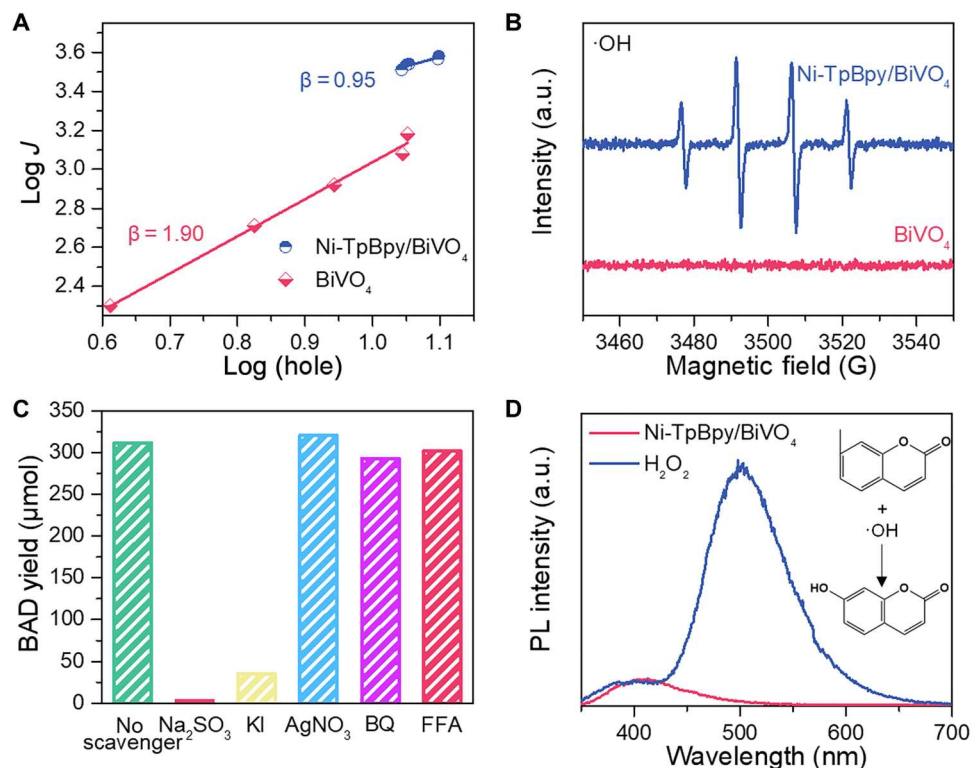 A
3.6
3.4
3.2
3.0
2.8
2.6
2.4
Log J
β = 0.95
β = 1.90
Ni-TpBpy/BiVO₄
BiVO₄
0.6 0.7 0.8 0.9 1.0 1.1
Log (hole)
B
·OH
Ni-TpBpy/BiVO₄
BiVO₄
Intensity (a.u.)
3460 3480 3500 3520 3540
Magnetic field (G)
C
350
300
250
200
150
100
50
0
BAD yield (μmol)
No scavenger
Na₂SO₃
KI
AgNO₃
BQ
FFA
D
Ni-TpBpy/BiVO₄
H₂O₂
PL intensity (a.u.)
O O
+
·OH
HO O O
400 500 600 700
Wavelength (nm)